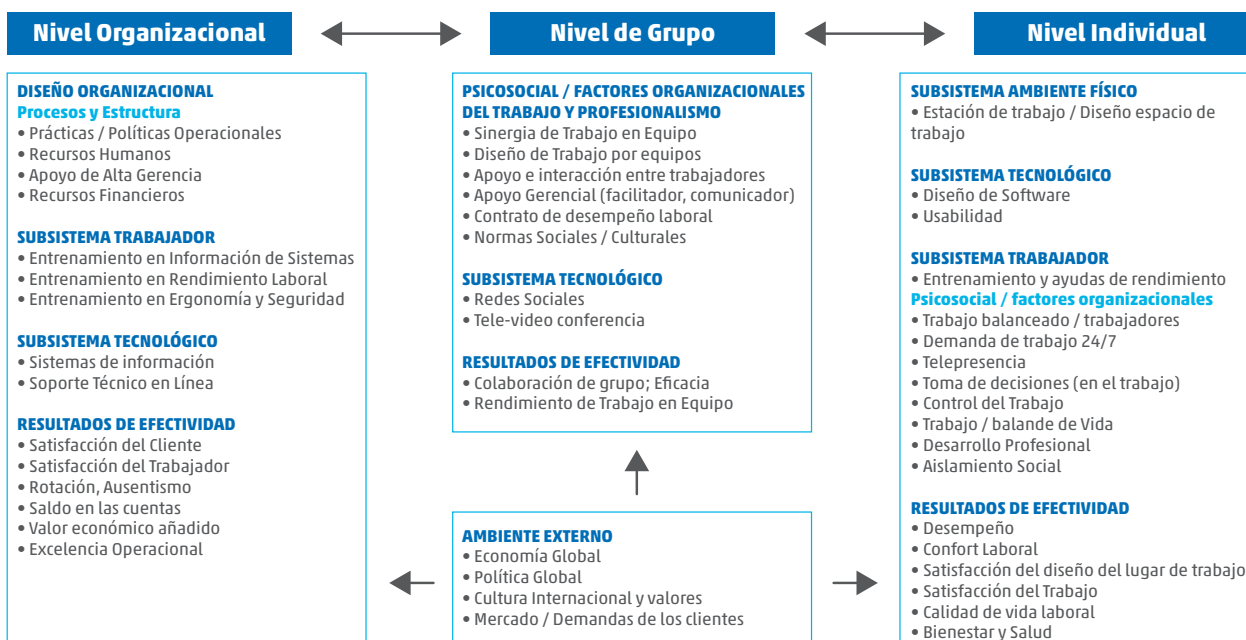 Nivel Organizacional
Nivel de Grupo
Nivel Individual
DISEÑO ORGANIZACIONAL
Procesos y Estructura
• Prácticas / Políticas Operacionales
• Recursos Humanos
• Apoyo de Alta Gerencia
• Recursos Financieros
SUBSISTEMA TRABAJADOR
• Entrenamiento en Información de Sistemas
• Entrenamiento en Rendimiento Laboral
• Entrenamiento en Ergonomía y Seguridad
SUBSISTEMA TECNOLÓGICO
• Sistemas de información
• Soporte Técnico en Línea
RESULTADOS DE EFECTIVIDAD
• Satisfacción del Cliente
• Satisfacción del Trabajador
• Rotación, Ausentismo
• Saldo en las cuentas
• Valor económico añadido
• Excelencia Operacional
PSICOSOCIAL / FACTORES ORGANIZACIONALES
DEL TRABAJO Y PROFESIONALISMO
• Sinergia de Trabajo en Equipo
• Diseño de Trabajo por equipos
• Apoyo e interacción entre trabajadores
• Apoyo Gerencial (facilitador, comunicador)
• Contrato de desempeño laboral
• Normas Sociales / Culturales
SUBSISTEMA TECNOLÓGICO
• Redes Sociales
• Tele-video conferencia
RESULTADOS DE EFECTIVIDAD
• Colaboración de grupo; Eficacia
• Rendimiento de Trabajo en Equipo
AMBIENTE EXTERNO
• Economía Global
• Política Global
• Cultura Internacional y valores
• Mercado / Demandas de los clientes
SUBSISTEMA AMBIENTE FÍSICO
• Estación de trabajo / Diseño espacio de
trabajo
SUBSISTEMA TECNOLÓGICO
• Diseño de Software
• Usabilidad
SUBSISTEMA TRABAJADOR
• Entrenamiento y ayudas de rendimiento
Psicosocial / factores organizacionales
• Trabajo balanceado / trabajadores
• Demanda de trabajo 24/7
• Telepresencia
• Toma de decisiones (en el trabajo)
• Control del Trabajo
• Trabajo / balande de Vida
• Desarrollo Profesional
• Aislamiento Social
RESULTADOS DE EFECTIVIDAD
• Desempeño
• Confort Laboral
• Satisfacción del diseño del lugar de trabajo
• Satisfacción del Trabajo
• Calidad de vida laboral
• Bienestar y Salud